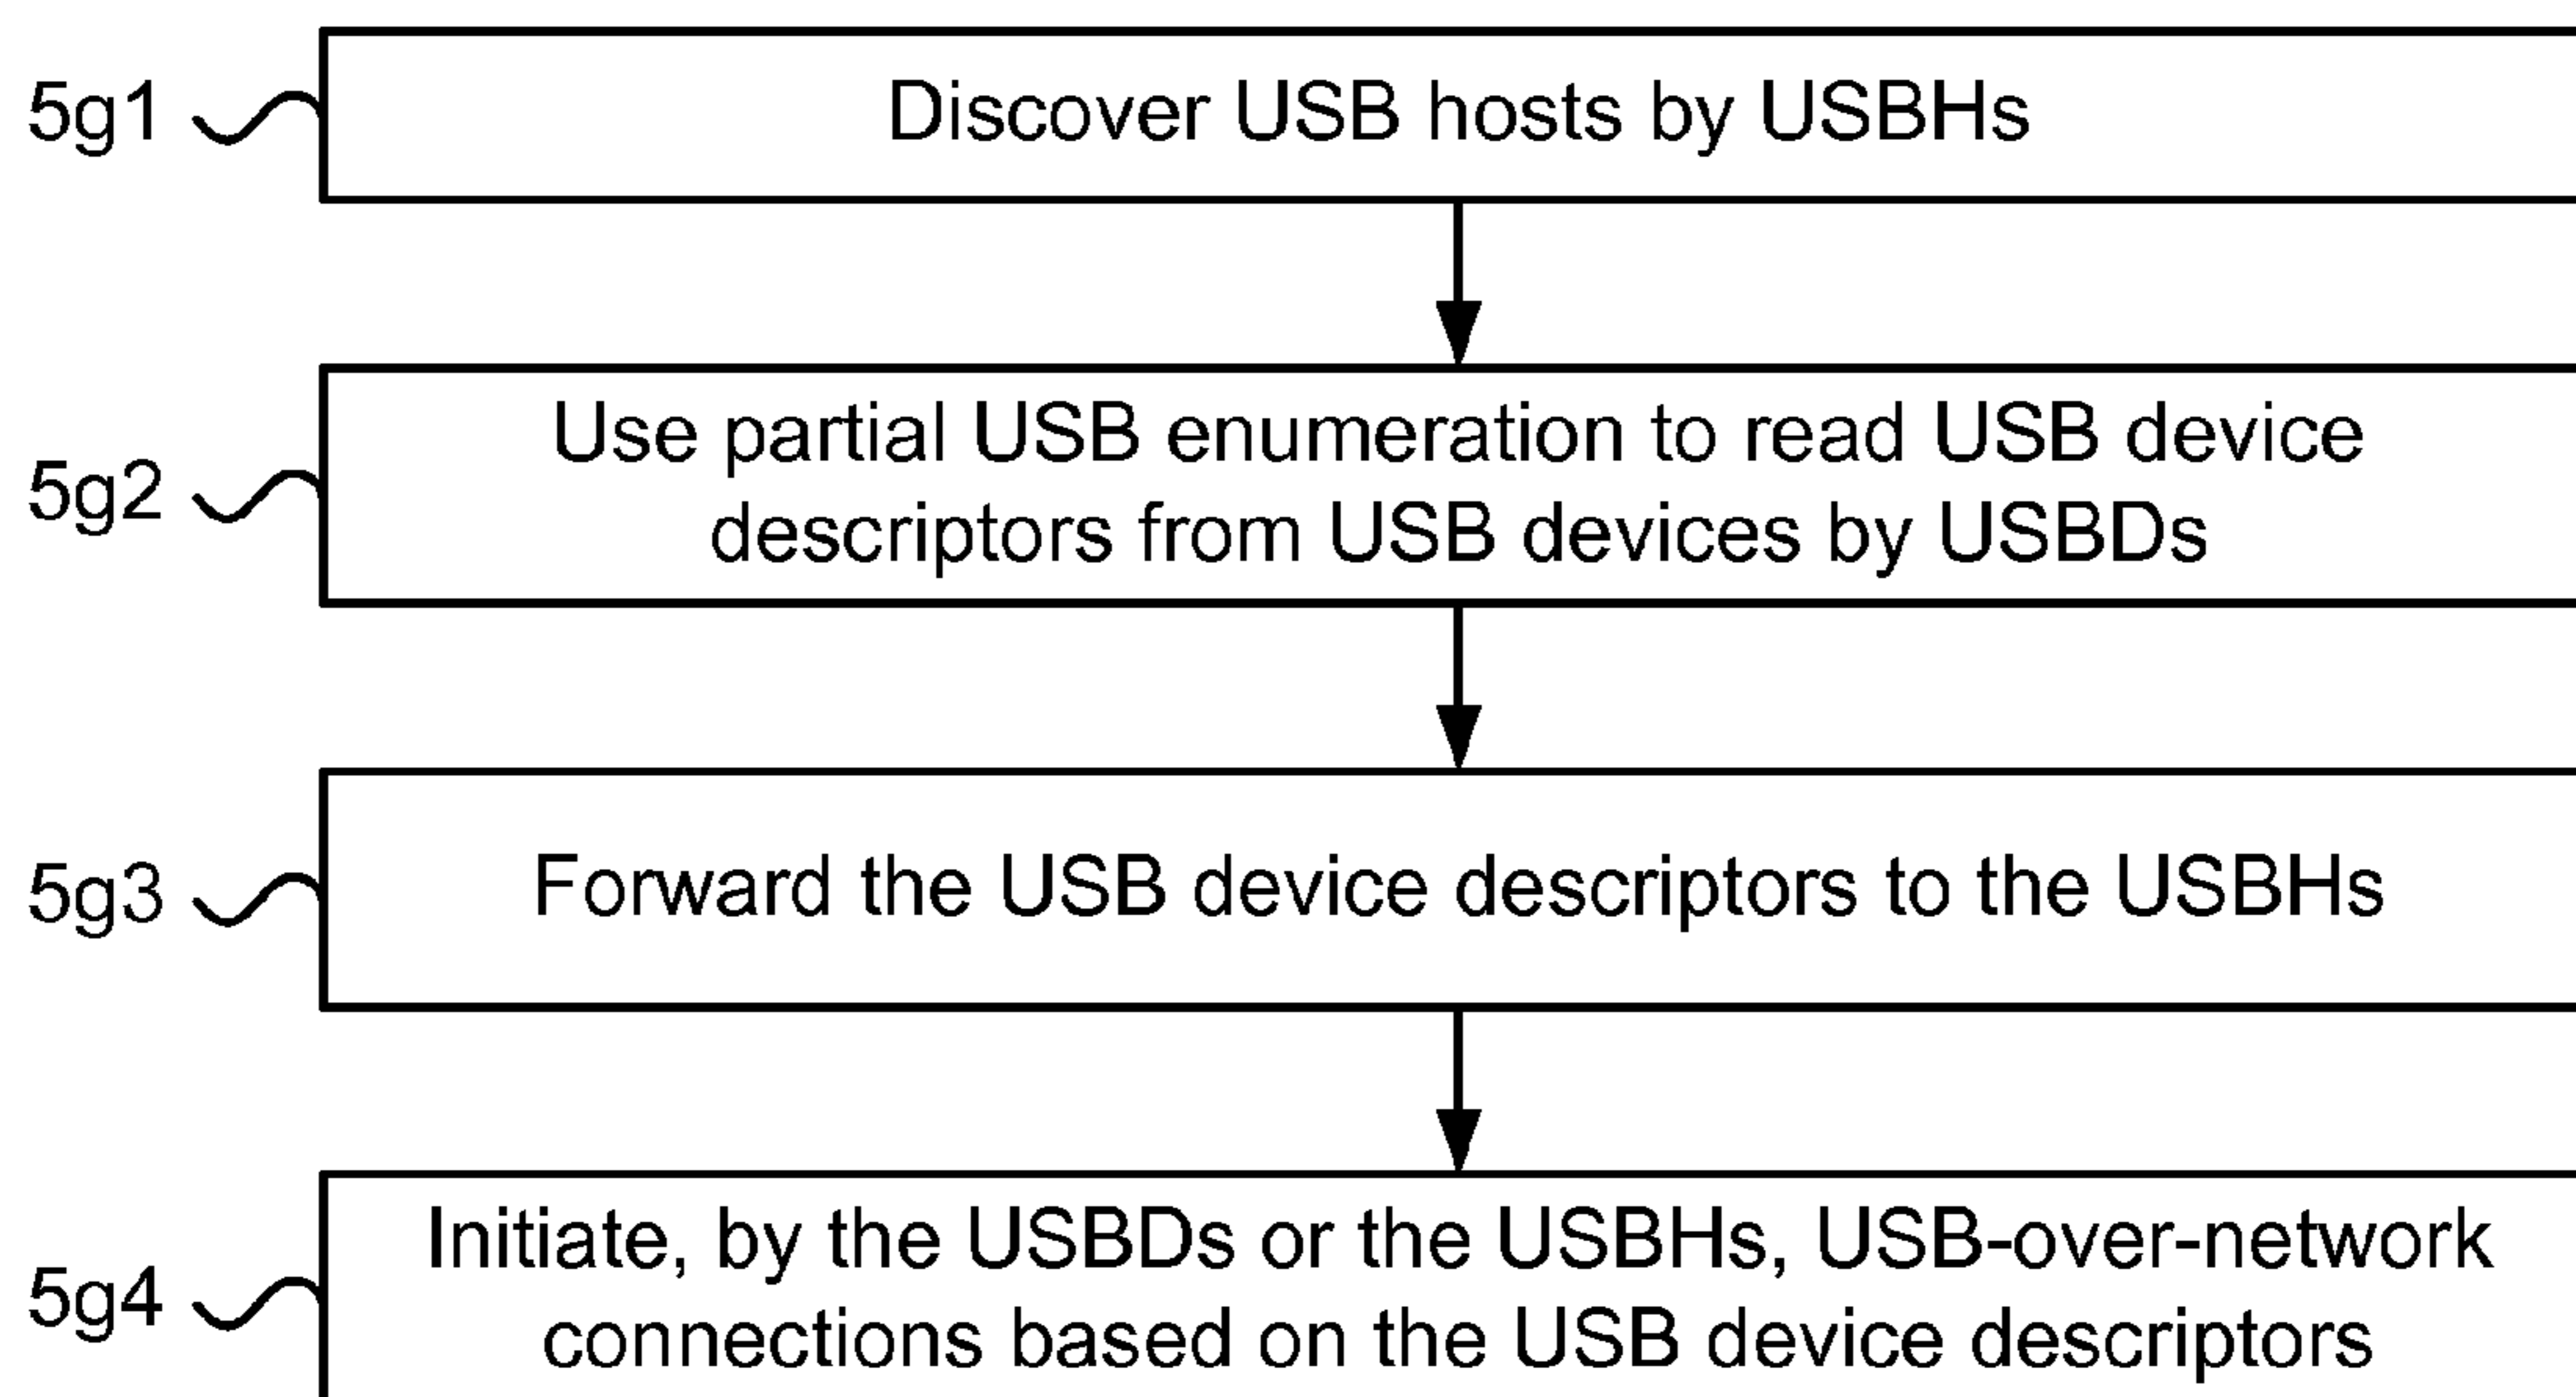 5g1
Discover USB hosts by USBHs
5g2
Use partial USB enumeration to read USB device
descriptors from USB devices by USBDs
5g3
Forward the USB device descriptors to the USBHs
5g4
Initiate, by the USBDs or the USBHs, USB-over-network
connections based on the USB device descriptors